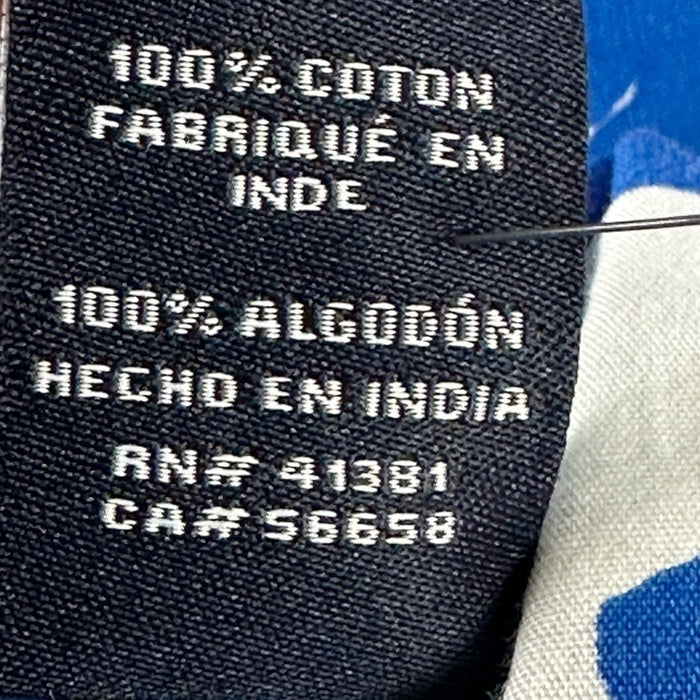 100% COTON
FABRIQUÉ EN
INDE
100% ALGODÓN
HECHO EN INDIA
RN# 41381
CA# 56658